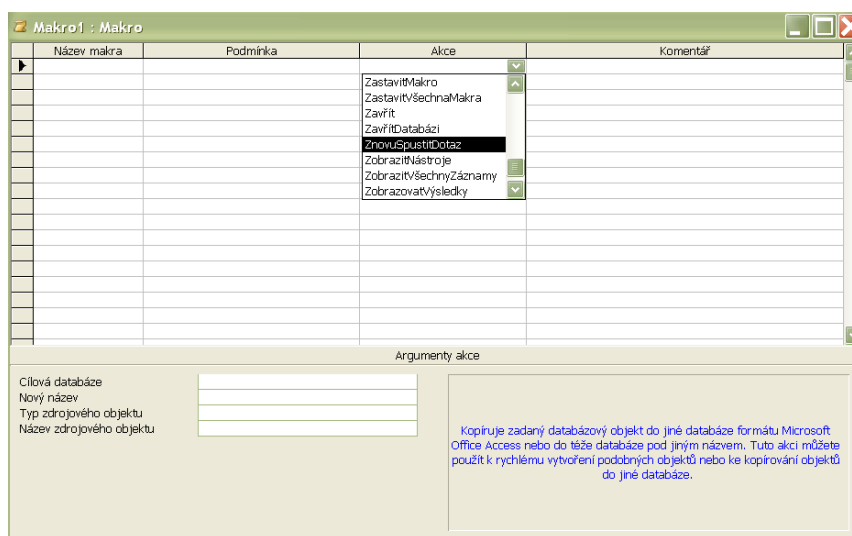 Makro1 : Makro
Název makra Podmínka Akce Komentář
ZastavitMakro
ZastavitVšechnaMakra
Zavřít
ZavřítDatabázi
ZnovuSpustitDotaz
ZobrazitNástroje
ZobrazitVšechnyZáznamy
ZobrazovatVýsledky
Argumenty akce
Cílová databáze
Nový název
Typ zdrojového objektu
Název zdrojového objektu
Kopíruje zadaný databázový objekt do jiné databáze formátu Microsoft
Office Access nebo do téže databáze pod jiným názvem. Tuto akci můžete
použít k rychlému vytvoření podobných objektů nebo ke kopírování objektů
do jiné databáze.